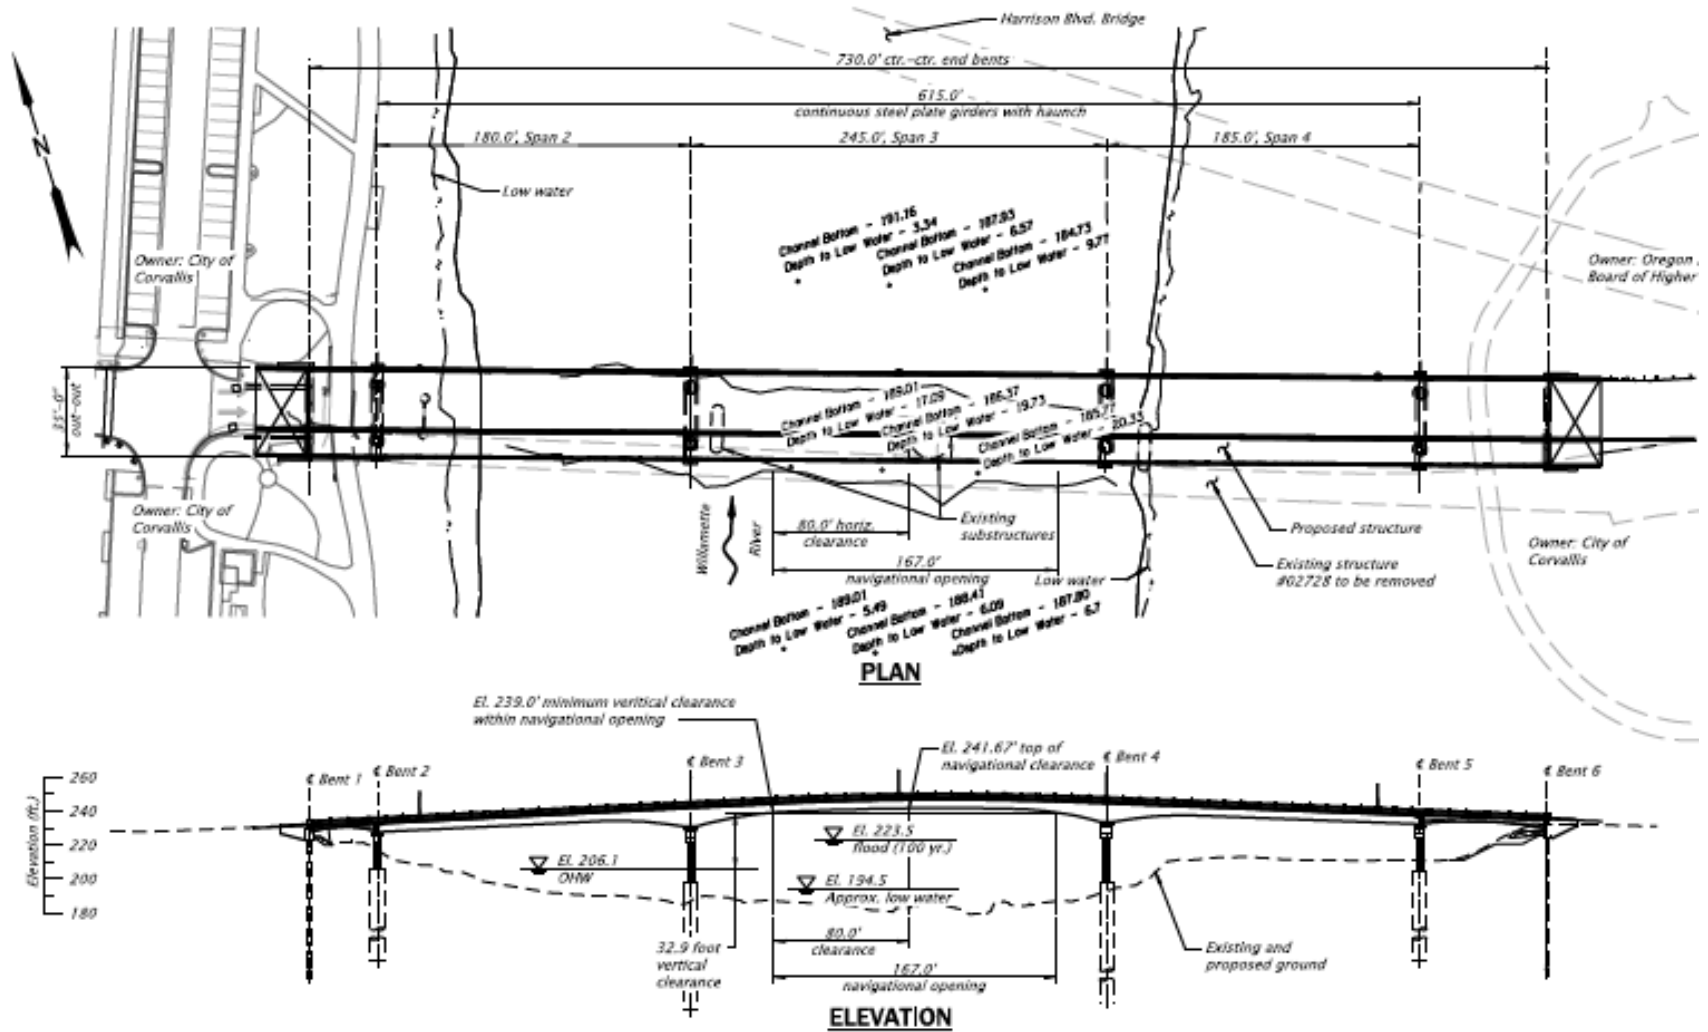 Harrison Blvd. Bridge
730.0' ctr.-ctr. end bents
615.0'
continuous steel plate girders with haunch
180.0', Span 2
245.0', Span 3
185.0', Span 4
N
Low water
Channel Bottom - 191.16
Depth to Low Water - 3.34
Channel Bottom - 187.93
Depth to Low Water - 6.57
Channel Bottom - 184.73
Depth to Low Water - 9.77
Owner: City of
Corvallis
Owner: Oregon
Board of Higher
35'-0"
out-out
Channel Bottom - 189.01
Depth to Low Water - 17.09
Channel Bottom - 186.37
Depth to Low Water - 19.73
Channel Bottom - 185.77
Depth to Low Water - 20.33
Owner: City of
Corvallis
Willamette
River
80.0' horiz.
clearance
Existing
substructures
167.0'
navigational opening
Low water
Proposed structure
Existing structure
#02728 to be removed
Owner: City of
Corvallis
Channel Bottom - 189.01
Depth to Low Water - 5.49
Channel Bottom - 188.41
Depth to Low Water - 6.09
Channel Bottom - 187.80
Depth to Low Water - 6.7
PLAN
El. 239.0' minimum veritical clearance
within navigational opening
El. 241.67' top of
navigational clearance
℄ Bent 1
℄ Bent 2
℄ Bent 3
℄ Bent 4
℄ Bent 5
℄ Bent 6
Elevation (ft.)
260
240
220
200
180
El. 223.5
flood (100 yr.)
El. 206.1
OHW
El. 194.5
Approx. low water
32.9 foot
vertical
clearance
80.0'
clearance
167.0'
navigational opening
Existing and
proposed ground
ELEVATION